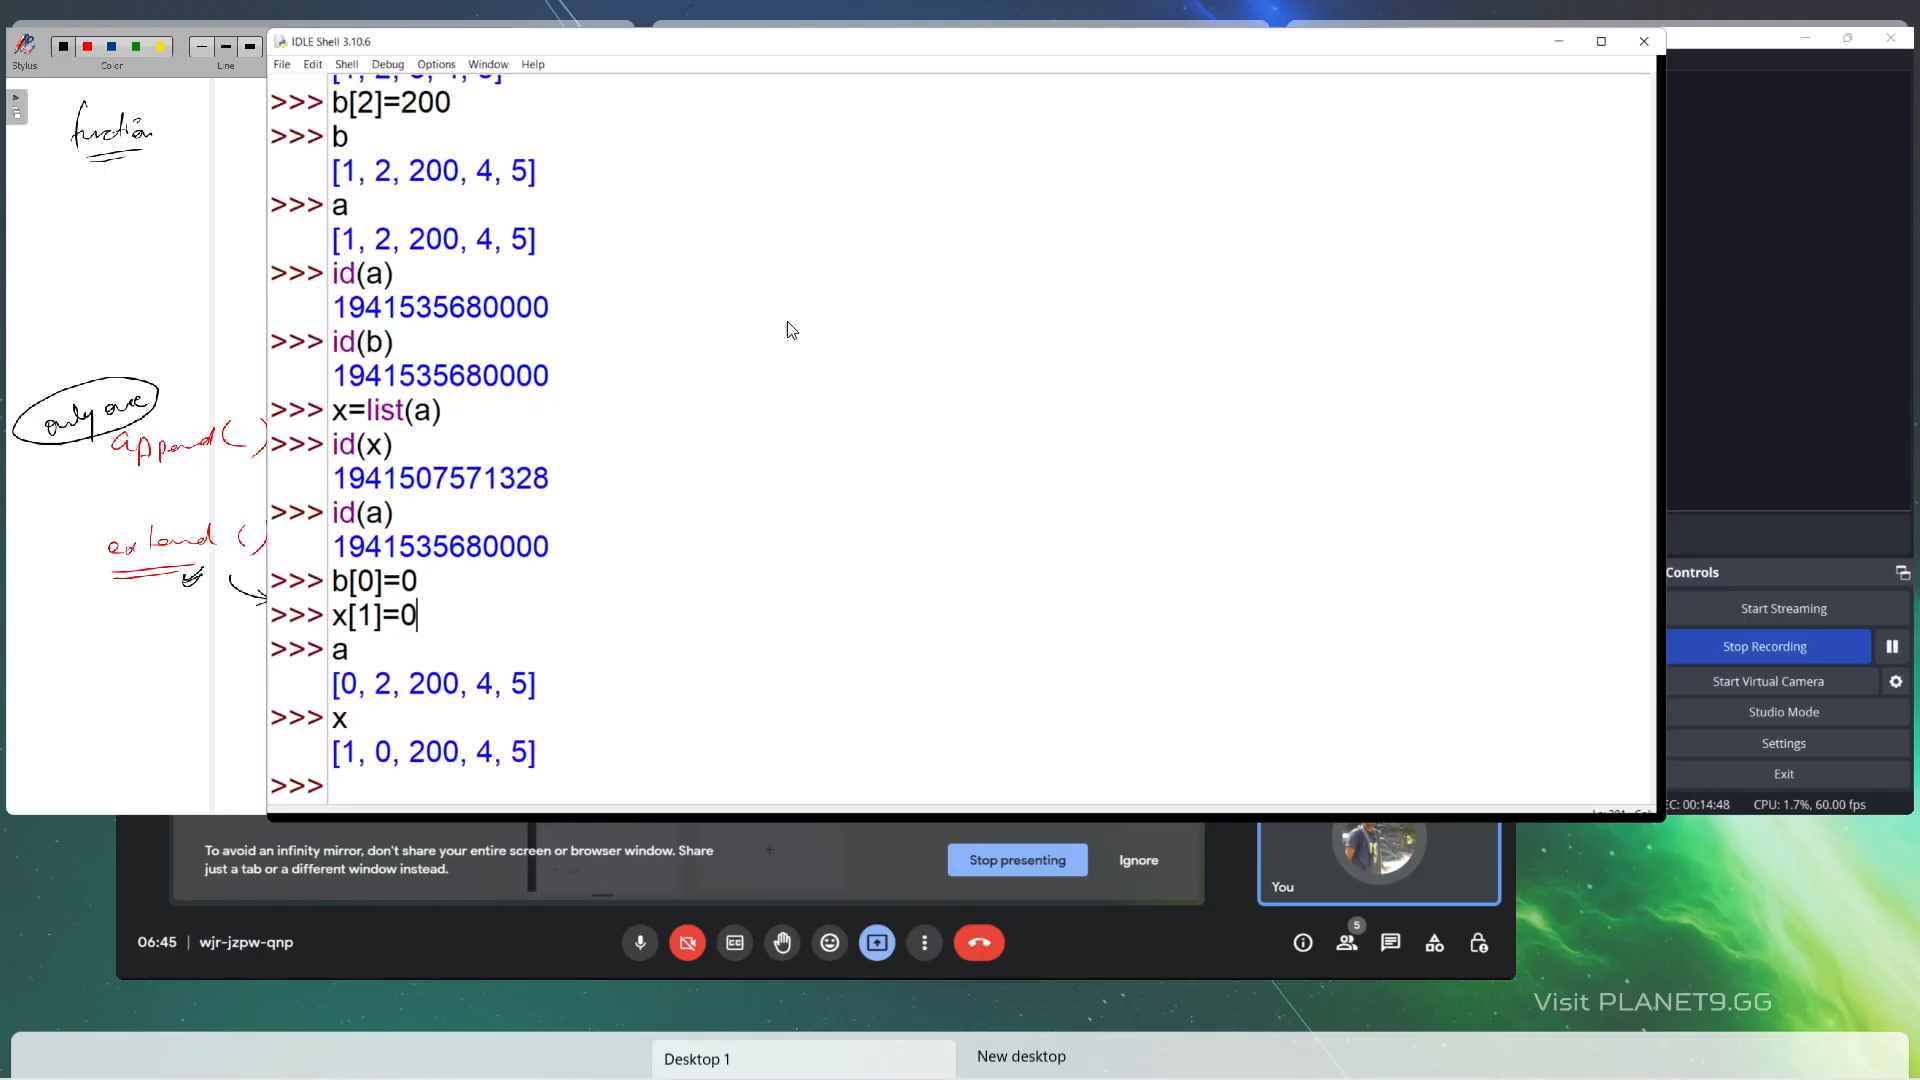 IDLE Shell 3.10.6
File Edit Shell Debug Options Window Help
Stylus
Color
Line
function
only one
append( )
extend ( )
>>> b[2]=200
>>> b
[1, 2, 200, 4, 5]
>>> a
[1, 2, 200, 4, 5]
>>> id(a)
1941535680000
>>> id(b)
1941535680000
>>> x=list(a)
>>> id(x)
1941507571328
>>> id(a)
1941535680000
>>> b[0]=0
>>> x[1]=0
>>> a
[0, 2, 200, 4, 5]
>>> x
[1, 0, 200, 4, 5]
>>>
Controls
Start Streaming
Stop Recording
Start Virtual Camera
Studio Mode
Settings
Exit
EC: 00:14:48 CPU: 1.7%, 60.00 fps
To avoid an infinity mirror, don't share your entire screen or browser window. Share
just a tab or a different window instead.
Stop presenting
Ignore
You
06:45 | wjr-jzpw-qnp
5
Visit PLANET9.GG
Desktop 1
New desktop